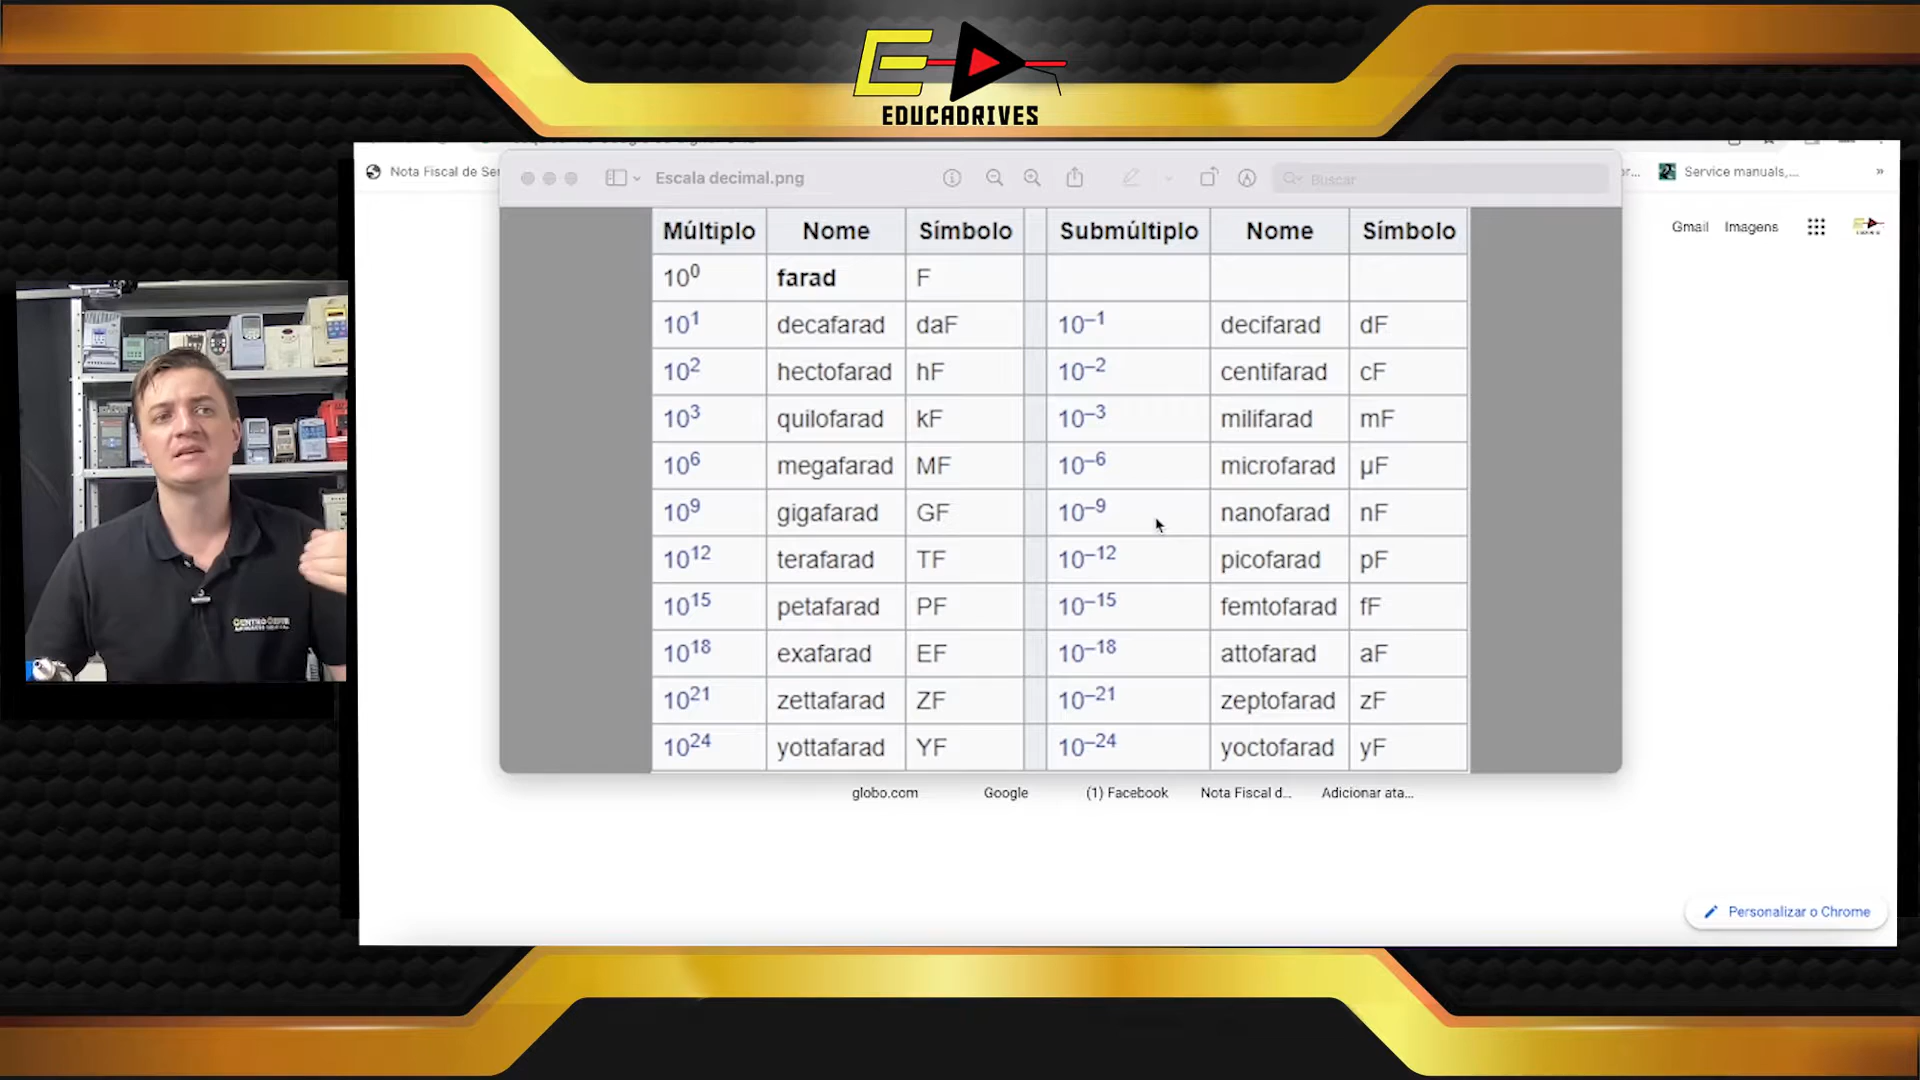 EDUCADRIVES
Nota Fiscal de Ser
Escala decimal.png
Buscar
Service manuals,...
»
Gmail Imagens
Múltiplo Nome Símbolo Submúltiplo Nome Símbolo
10⁰ farad F
10¹ decafarad daF 10⁻¹ decifarad dF
10² hectofarad hF 10⁻² centifarad cF
10³ quilofarad kF 10⁻³ milifarad mF
10⁶ megafarad MF 10⁻⁶ microfarad µF
10⁹ gigafarad GF 10⁻⁹ nanofarad nF
10¹² terafarad TF 10⁻¹² picofarad pF
10¹⁵ petafarad PF 10⁻¹⁵ femtofarad fF
10¹⁸ exafarad EF 10⁻¹⁸ attofarad aF
10²¹ zettafarad ZF 10⁻²¹ zeptofarad zF
10²⁴ yottafarad YF 10⁻²⁴ yoctofarad yF
globo.com Google (1) Facebook Nota Fiscal d... Adicionar ata...
Personalizar o Chrome